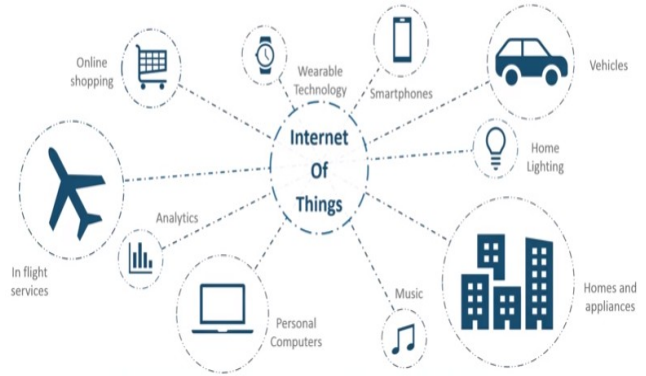 Online
shopping
Wearable
Technology
Smartphones
Vehicles
Internet
Of
Things
Home
Lighting
In flight
services
Analytics
Personal
Computers
Music
Homes and
appliances